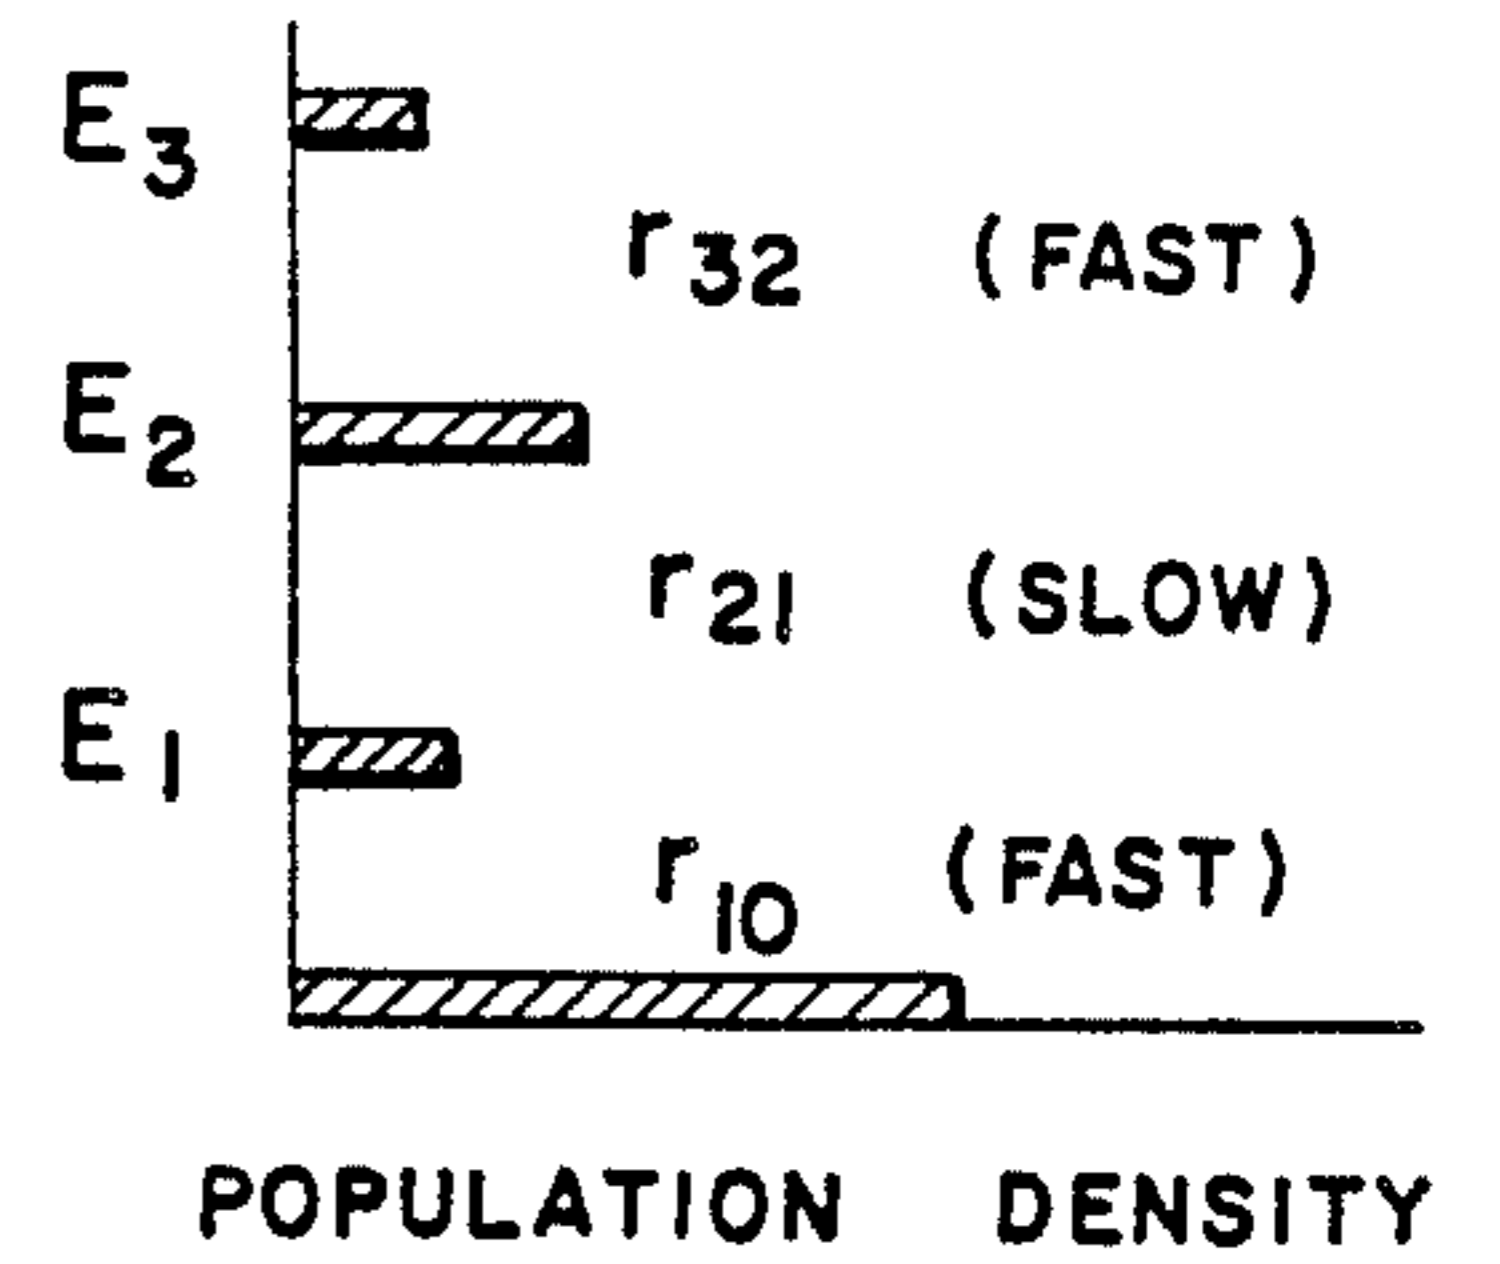 E3
r32 (FAST)
E2
r21 (SLOW)
E1
r10 (FAST)
POPULATION DENSITY